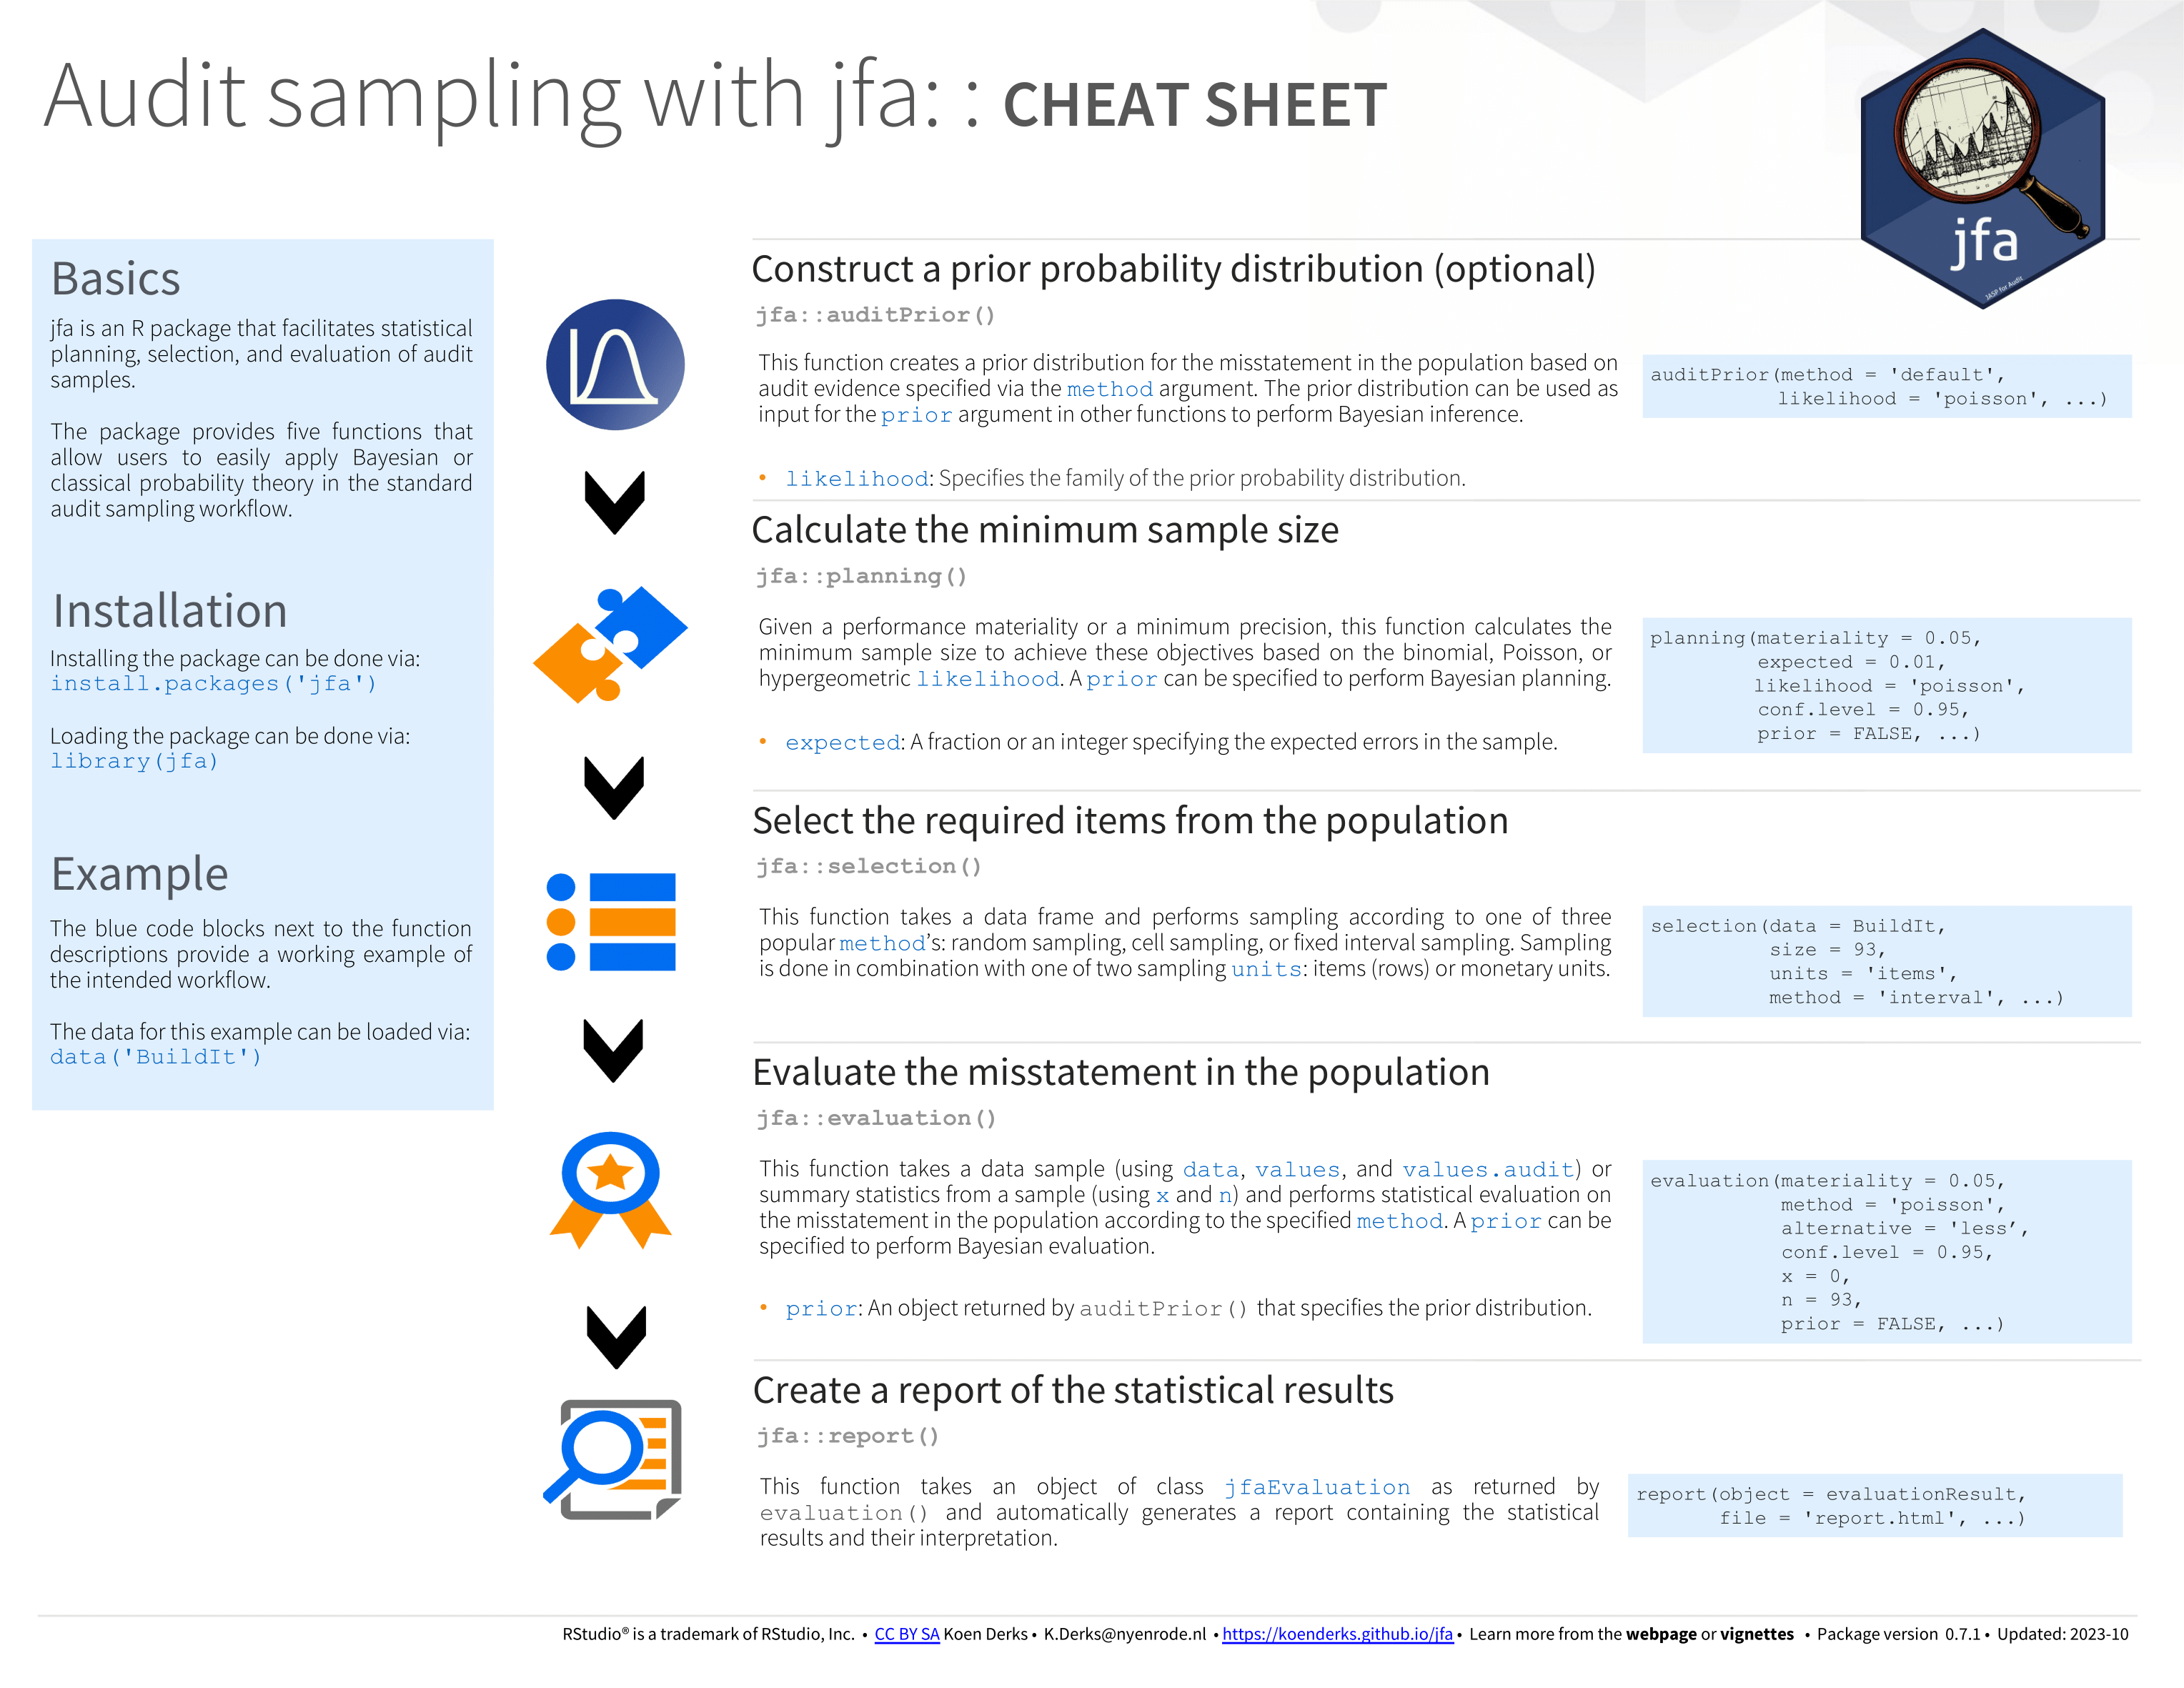 Audit sampling with jfa: : CHEAT SHEET
jfa
JASP for Audit
Basics
jfa is an R package that facilitates statistical
planning, selection, and evaluation of audit
samples.
The package provides five functions that
allow users to easily apply Bayesian or
classical probability theory in the standard
audit sampling workflow.
Installation
Installing the package can be done via:
install.packages('jfa')
Loading the package can be done via:
library(jfa)
Example
The blue code blocks next to the function
descriptions provide a working example of
the intended workflow.
The data for this example can be loaded via:
data('BuildIt')
Construct a prior probability distribution (optional)
jfa::auditPrior()
This function creates a prior distribution for the misstatement in the population based on
audit evidence specified via the method argument. The prior distribution can be used as
input for the prior argument in other functions to perform Bayesian inference.
• likelihood: Specifies the family of the prior probability distribution.
auditPrior(method = 'default',
likelihood = 'poisson', ...)
Calculate the minimum sample size
jfa::planning()
Given a performance materiality or a minimum precision, this function calculates the
minimum sample size to achieve these objectives based on the binomial, Poisson, or
hypergeometric likelihood. A prior can be specified to perform Bayesian planning.
• expected: A fraction or an integer specifying the expected errors in the sample.
planning(materiality = 0.05,
expected = 0.01,
likelihood = 'poisson',
conf.level = 0.95,
prior = FALSE, ...)
Select the required items from the population
jfa::selection()
This function takes a data frame and performs sampling according to one of three
popular method’s: random sampling, cell sampling, or fixed interval sampling. Sampling
is done in combination with one of two sampling units: items (rows) or monetary units.
selection(data = BuildIt,
size = 93,
units = 'items',
method = 'interval', ...)
Evaluate the misstatement in the population
jfa::evaluation()
This function takes a data sample (using data, values, and values.audit) or
summary statistics from a sample (using x and n) and performs statistical evaluation on
the misstatement in the population according to the specified method. A prior can be
specified to perform Bayesian evaluation.
• prior: An object returned by auditPrior() that specifies the prior distribution.
evaluation(materiality = 0.05,
method = 'poisson',
alternative = 'less’,
conf.level = 0.95,
x = 0,
n = 93,
prior = FALSE, ...)
Create a report of the statistical results
jfa::report()
This function takes an object of class jfaEvaluation as returned by
evaluation() and automatically generates a report containing the statistical
results and their interpretation.
report(object = evaluationResult,
file = 'report.html', ...)
RStudio® is a trademark of RStudio, Inc. • CC BY SA Koen Derks • K.Derks@nyenrode.nl • https://koenderks.github.io/jfa • Learn more from the webpage or vignettes • Package version 0.7.1 • Updated: 2023-10